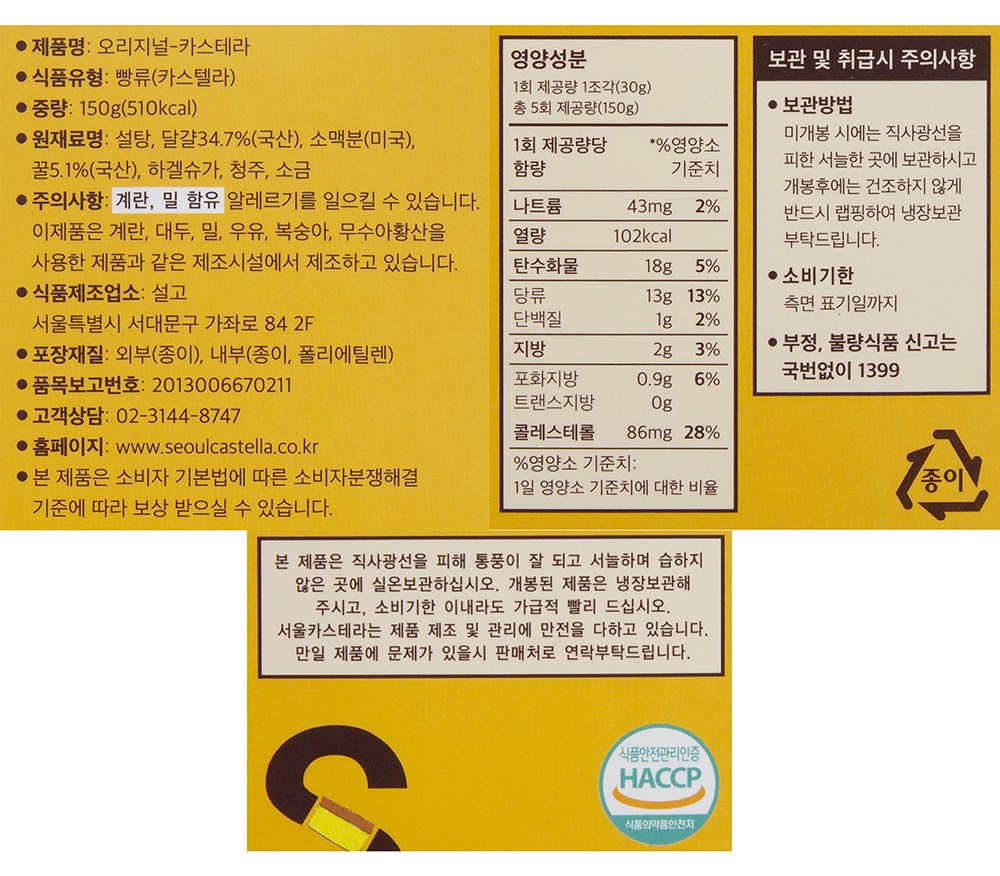 ● 제품명: 오리지널-카스테라
● 식품유형: 빵류(카스텔라)
● 중량: 150g(510kcal)
● 원재료명: 설탕, 달걀34.7%(국산), 소맥분(미국),
꿀5.1%(국산), 하겔슈가, 청주, 소금
● 주의사항: 계란, 밀 함유 알레르기를 일으킬 수 있습니다.
이제품은 계란, 대두, 밀, 우유, 복숭아, 무수아황산을
사용한 제품과 같은 제조시설에서 제조하고 있습니다.
● 식품제조업소: 설고
서울특별시 서대문구 가좌로 84 2F
● 포장재질: 외부(종이), 내부(종이, 폴리에틸렌)
● 품목보고번호: 2013006670211
● 고객상담: 02-3144-8747
● 홈페이지: www.seoulcastella.co.kr
● 본 제품은 소비자 기본법에 따른 소비자분쟁해결
기준에 따라 보상 받으실 수 있습니다.
영양성분
1회 제공량 1조각(30g)
총 5회 제공량(150g)
1회 제공량당 *%영양소
함량 기준치
나트륨 43mg 2%
열량 102kcal
탄수화물 18g 5%
당류 13g 13%
단백질 1g 2%
지방 2g 3%
포화지방 0.9g 6%
트랜스지방 0g
콜레스테롤 86mg 28%
%영양소 기준치:
1일 영양소 기준치에 대한 비율
보관 및 취급시 주의사항
● 보관방법
미개봉 시에는 직사광선을
피한 서늘한 곳에 보관하시고
개봉후에는 건조하지 않게
반드시 랩핑하여 냉장보관
부탁드립니다.
● 소비기한
측면 표기일까지
● 부정, 불량식품 신고는
국번없이 1399
종이
본 제품은 직사광선을 피해 통풍이 잘 되고 서늘하며 습하지
않은 곳에 실온보관하십시오. 개봉된 제품은 냉장보관해
주시고, 소비기한 이내라도 가급적 빨리 드십시오.
서울카스테라는 제품 제조 및 관리에 만전을 다하고 있습니다.
만일 제품에 문제가 있을시 판매처로 연락부탁드립니다.
식품안전관리인증
HACCP
식품의약품안전처